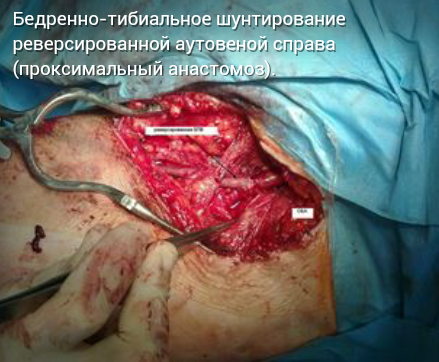 Бедренно-тибиальное шунтирование
реверсированной аутовеной справа
(проксимальный анастомоз).